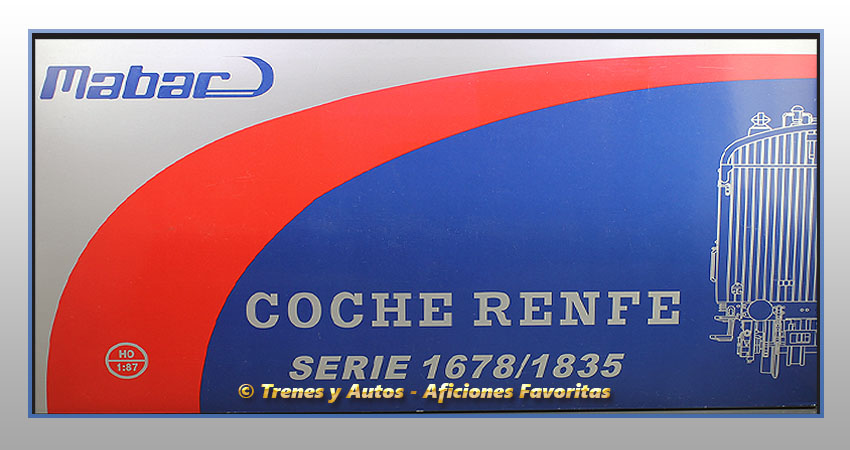 Mabar
COCHE RENFE
HO
1:87
SERIE 1678/1835
© Trenes y Autos - Aficiones Favoritas